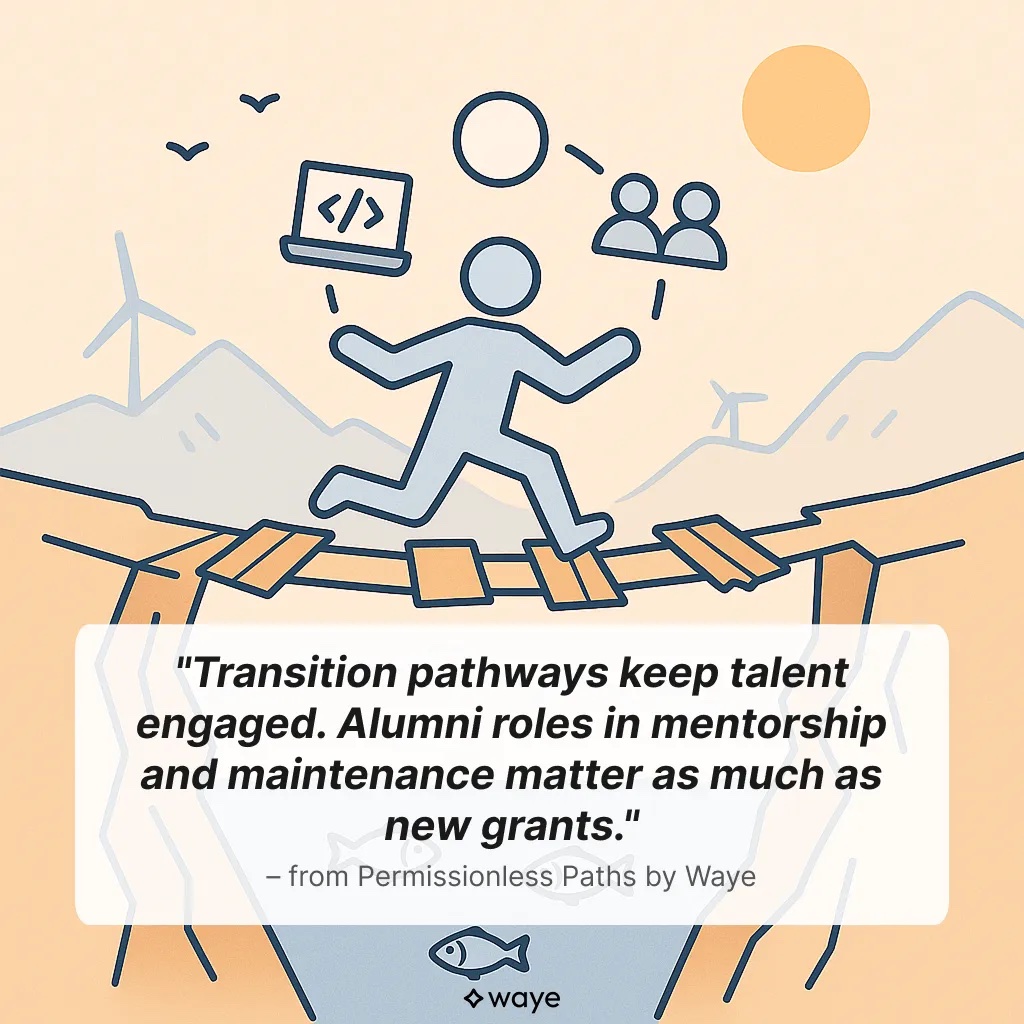 </>
"Transition pathways keep talent
engaged. Alumni roles in mentorship
and maintenance matter as much as
new grants."
– from Permissionless Paths by Waye
waye